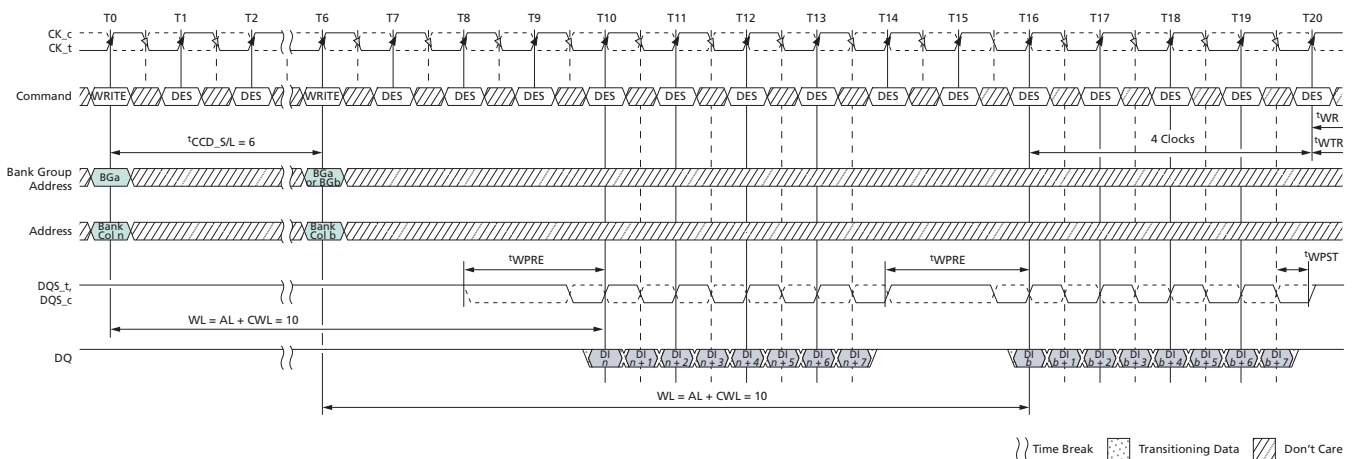 T0 T1 T2 T6 T7 T8 T9 T10 T11 T12 T13 T14 T15 T16 T17 T18 T19 T20
CK_c
CK_t
Command WRITE DES DES WRITE DES DES DES DES DES DES DES DES DES DES DES DES DES DES
tWR
tCCD_S/L = 6 4 Clocks tWTR
Bank Group
Address
BGa
BGa
or BGb
Address
Bank
Col n
Bank
Col b
tWPRE tWPRE tWPST
DQS_t,
DQS_c
WL = AL + CWL = 10
DQ
DI
n
DI
n + 1
DI
n + 2
DI
n + 3
DI
n + 4
DI
n + 5
DI
n + 6
DI
n + 7
DI
b
DI
b + 1
DI
b + 2
DI
b + 3
DI
b + 4
DI
b + 5
DI
b + 6
DI
b + 7
WL = AL + CWL = 10
Time Break Transitioning Data Don't Care